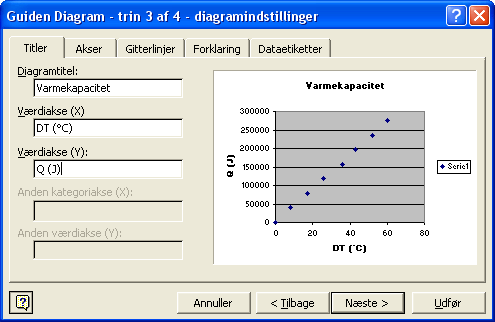 Guiden Diagram - trin 3 af 4 - diagramindstillinger
Titler Akser Gitterlinjer Forklaring Dataetiketter
Diagramtitel:
Varmekapacitet
Værdiakse (X)
DT (°C)
Værdiakse (Y):
Q (J)
Anden kategoriakse (X):
Anden værdiakse (Y):
Varmekapacitet
300000
250000
200000
150000
100000
50000
0
Q (J)
0 20 40 60 80
DT (°C)
Serie1
Annuller < Tilbage Næste > Udfør